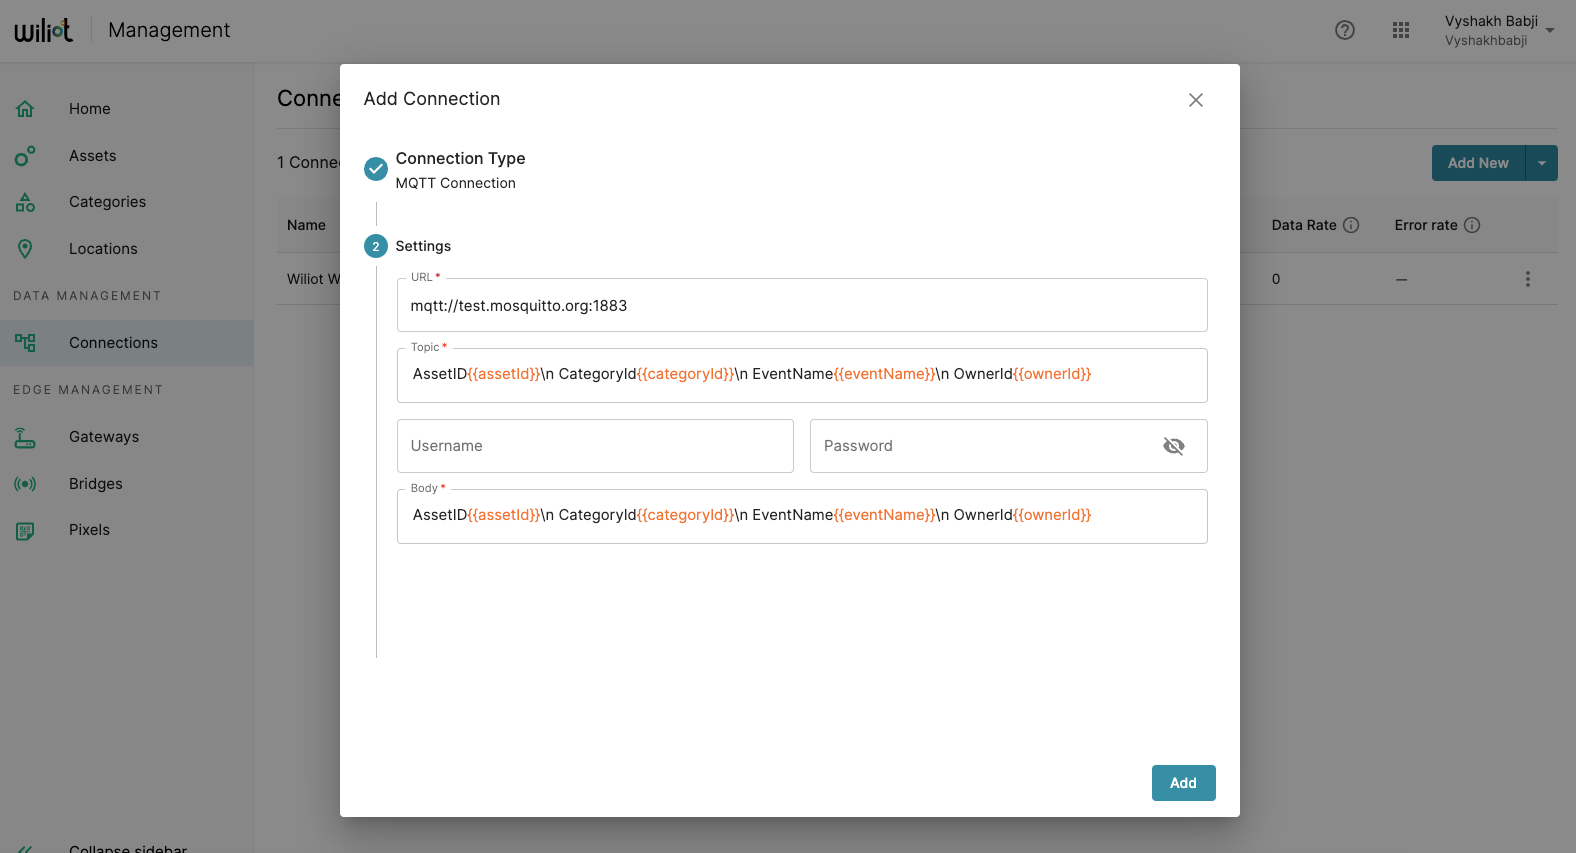 wiliot
Management
Vyshakh Babji
Vyshakhbabji
Home
Assets
Categories
Locations
DATA MANAGEMENT
Connections
EDGE MANAGEMENT
Gateways
Bridges
Pixels
Collapse sidebar
Conne
1 Conne
Add New
Name
Data Rate
Error rate
Wiliot W
0
—
Add Connection
Connection Type
MQTT Connection
2 Settings
URL *
mqtt://test.mosquitto.org:1883
Topic *
AssetID{{assetId}}\n CategoryId{{categoryId}}\n EventName{{eventName}}\n OwnerId{{ownerId}}
Username
Password
Body *
AssetID{{assetId}}\n CategoryId{{categoryId}}\n EventName{{eventName}}\n OwnerId{{ownerId}}
Add